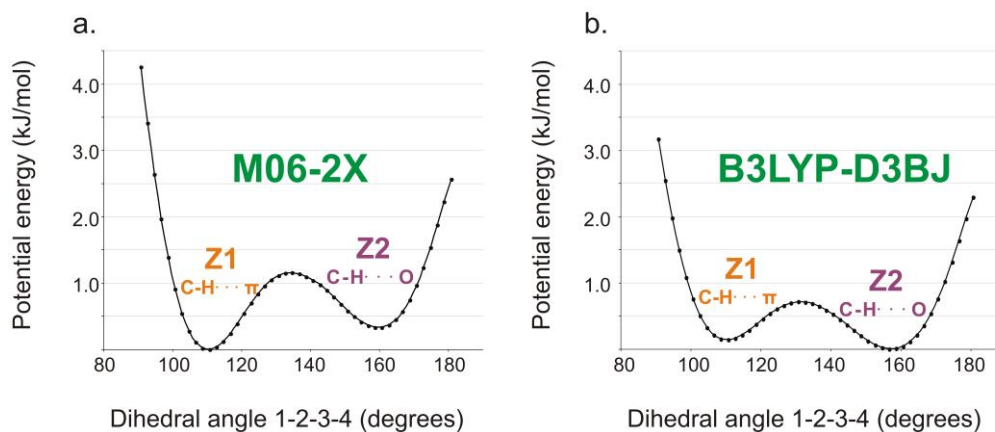 a.
Potential energy (kJ/mol)
4.0
3.0
2.0
1.0
M06-2X
Z1
C-H····π
Z2
C-H···O
80 100 120 140 160 180
Dihedral angle 1-2-3-4 (degrees)
b.
Potential energy (kJ/mol)
4.0
3.0
2.0
1.0
B3LYP-D3BJ
Z1
C-H···π
Z2
C-H···O
80 100 120 140 160 180
Dihedral angle 1-2-3-4 (degrees)